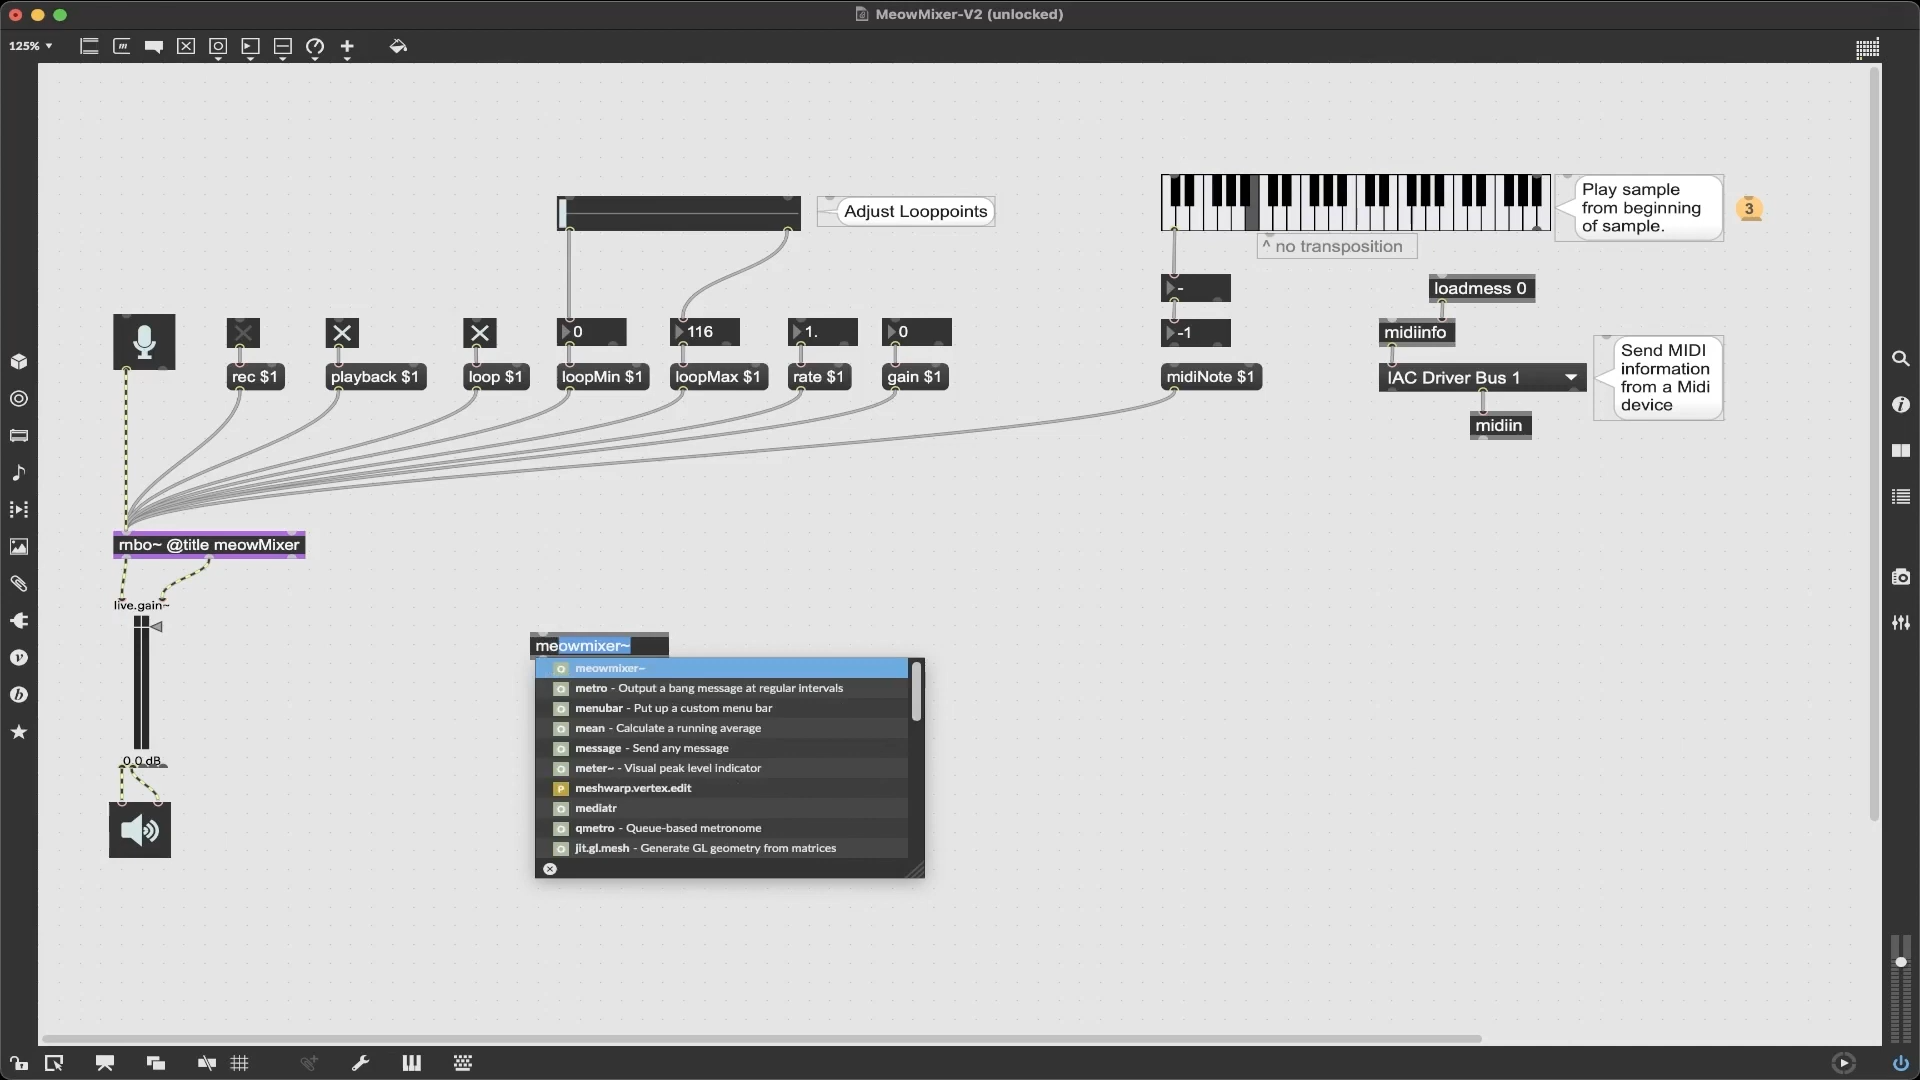 MeowMixer-V2 (unlocked)
125%
Adjust Looppoints
Play sample
from beginning
of sample.
3
^ no transposition
-
loadmess 0
0
116
1.
0
-1
midiinfo
Send MIDI
information
from a Midi
device
rec $1
playback $1
loop $1
loopMin $1
loopMax $1
rate $1
gain $1
midiNote $1
IAC Driver Bus 1
midiin
rnbo~ @title meowMixer
live.gain~
0.0 dB
meowmixer~
meowmixer~
metro - Output a bang message at regular intervals
menubar - Put up a custom menu bar
mean - Calculate a running average
message - Send any message
meter~ - Visual peak level indicator
meshwarp.vertex.edit
mediatr
qmetro - Queue-based metronome
jit.gl.mesh - Generate GL geometry from matrices